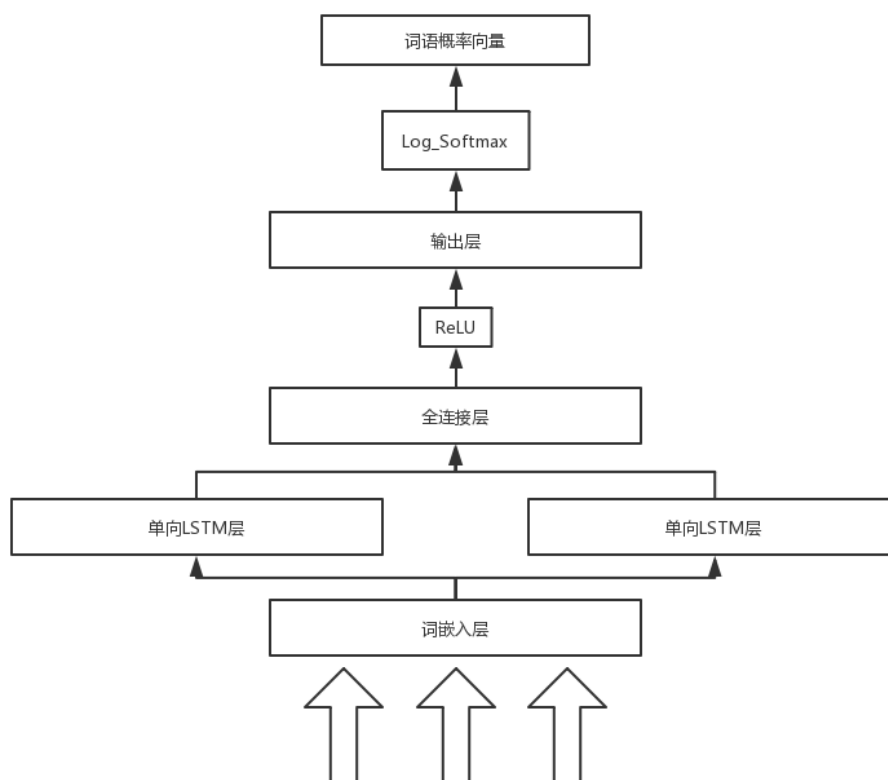 词语概率向量
Log_Softmax
输出层
ReLU
全连接层
单向LSTM层
单向LSTM层
词嵌入层